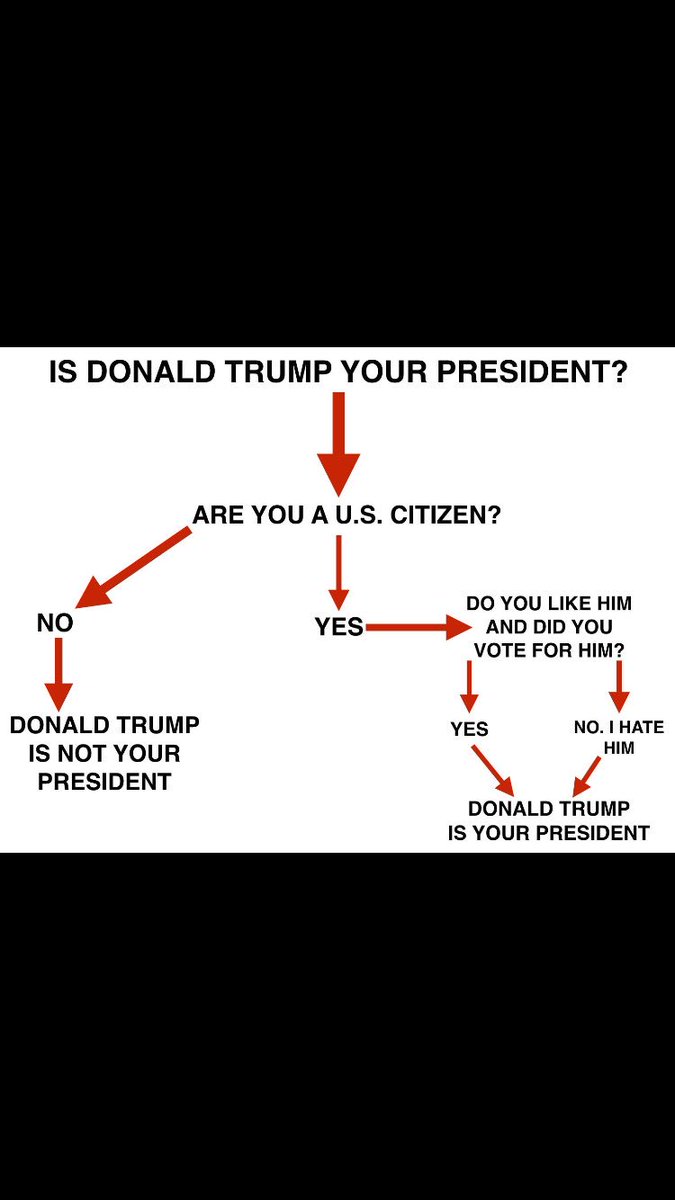 IS DONALD TRUMP YOUR PRESIDENT?
ARE YOU A U.S. CITIZEN?
NO
DONALD TRUMP
IS NOT YOUR
PRESIDENT
YES
DO YOU LIKE HIM
AND DID YOU
VOTE FOR HIM?
YES
NO. I HATE
HIM
DONALD TRUMP
IS YOUR PRESIDENT